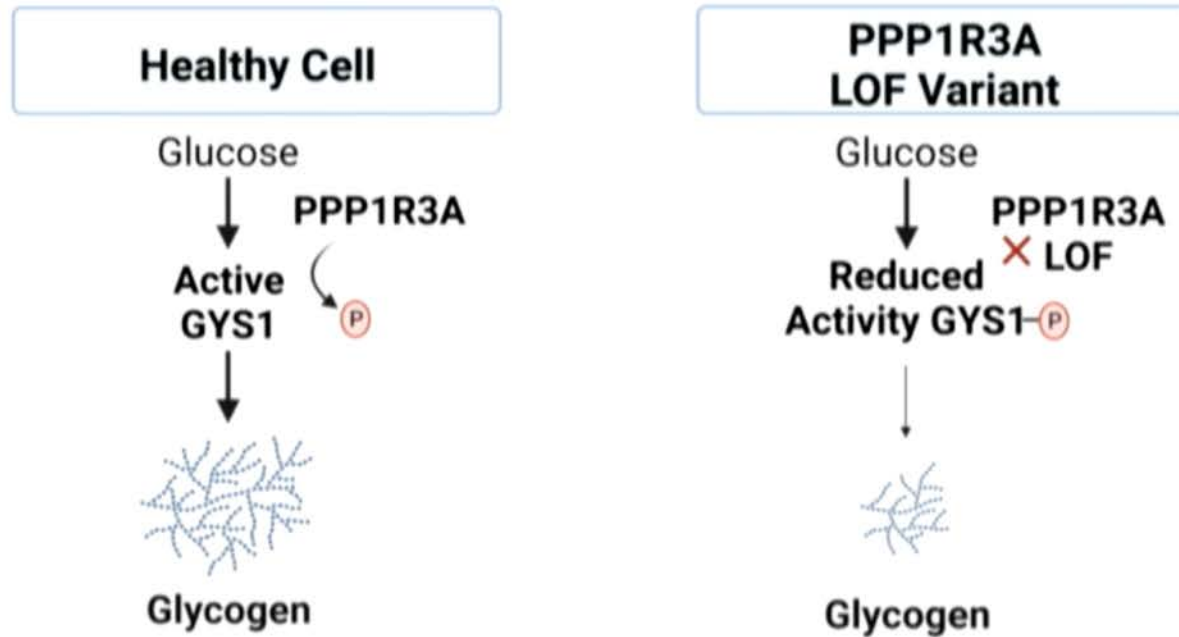 Healthy Cell
Glucose
PPP1R3A
Active
GYS1
P
Glycogen
PPP1R3A
LOF Variant
Glucose
PPP1R3A
LOF
Reduced
Activity GYS1
P
Glycogen